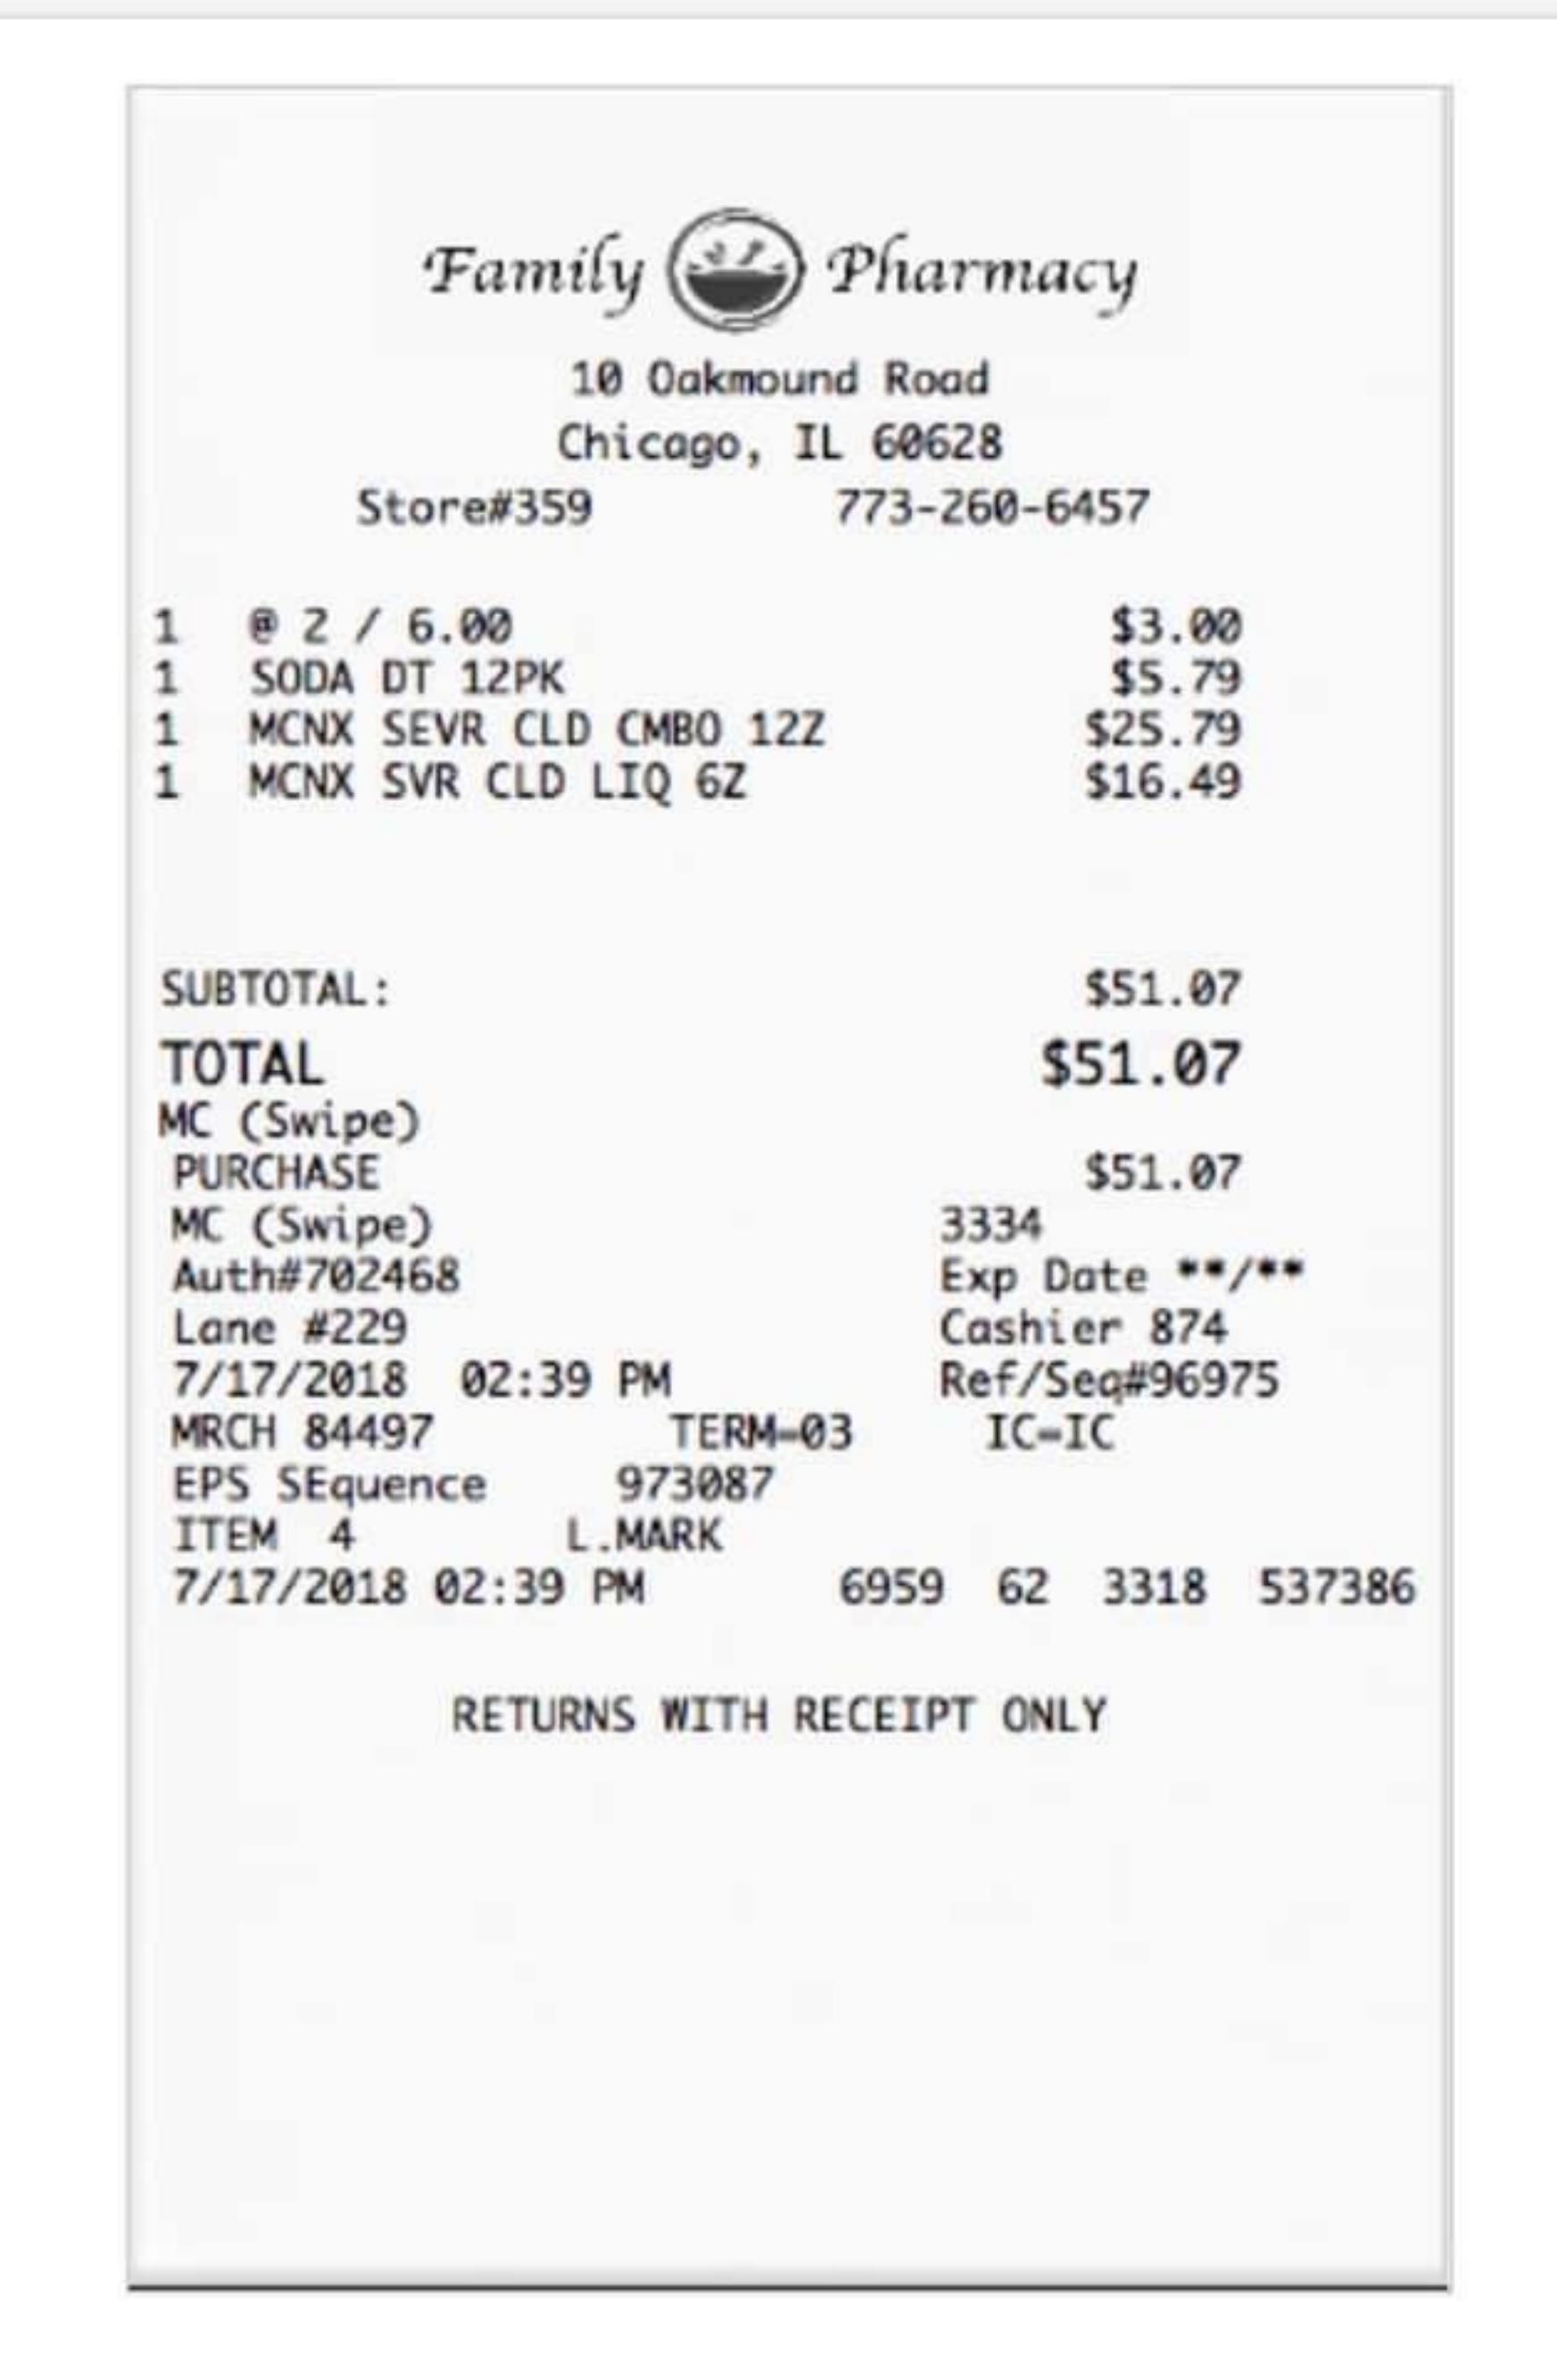 Family Pharmacy
10 Oakmound Road
Chicago, IL 60628
Store#359 773-260-6457
1 @ 2 / 6.00 $3.00
1 SODA DT 12PK $5.79
1 MCNX SEVR CLD CMBO 12Z $25.79
1 MCNX SVR CLD LIQ 6Z $16.49
SUBTOTAL: $51.07
TOTAL $51.07
MC (Swipe)
PURCHASE $51.07
MC (Swipe) 3334
Auth#702468 Exp Date **/**
Lane #229 Cashier 874
7/17/2018 02:39 PM Ref/Seq#96975
MRCH 84497 TERM=03 IC=IC
EPS SEquence 973087
ITEM 4 L.MARK
7/17/2018 02:39 PM 6959 62 3318 537386
RETURNS WITH RECEIPT ONLY